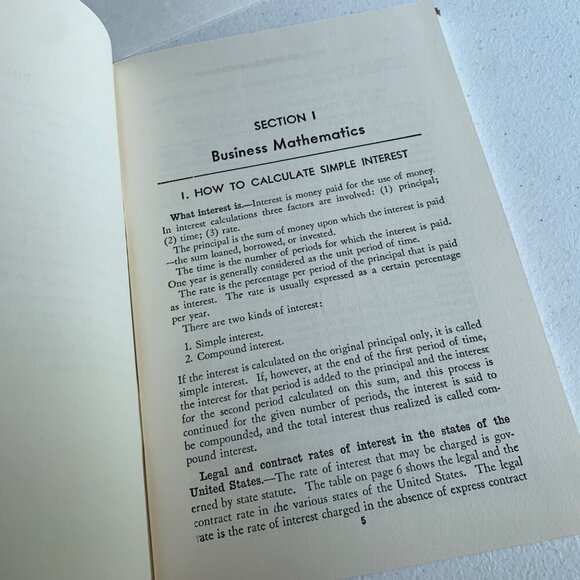 SECTION I
Business Mathematics
1. HOW TO CALCULATE SIMPLE INTEREST
What interest is.—Interest is money paid for the use of money.
In interest calculations three factors are involved: (1) principal;
(2) time; (3) rate.
The principal is the sum of money upon which the interest is paid
—the sum loaned, borrowed, or invested.
The time is the number of periods for which the interest is paid.
One year is generally considered as the unit period of time.
The rate is the percentage per period of the principal that is paid
as interest. The rate is usually expressed as a certain percentage
per year.
There are two kinds of interest:
1. Simple interest.
2. Compound interest.
If the interest is calculated on the original principal only, it is called
simple interest. If, however, at the end of the first period of time,
the interest for that period is added to the principal and the interest
for the second period calculated on this sum, and this process is
continued for the given number of periods, the interest is said to
be compounded, and the total interest thus realized is called com-
pound interest.
Legal and contract rates of interest in the states of the
United States.—The rate of interest that may be charged is gov-
erned by state statute. The table on page 6 shows the legal and the
contract rate in the various states of the United States. The legal
rate is the rate of interest charged in the absence of express contract
5